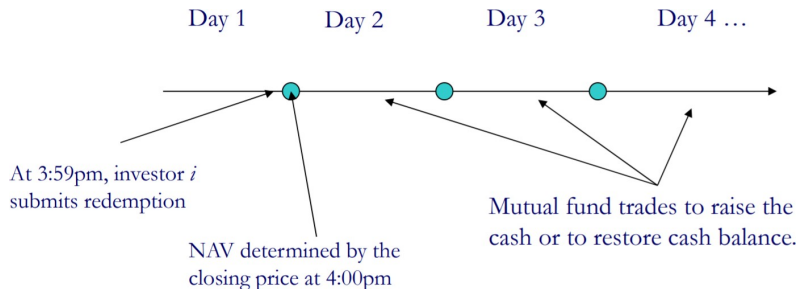 Day 1 Day 2 Day 3 Day 4 …
At 3:59pm, investor i
submits redemption
NAV determined by the
closing price at 4:00pm
Mutual fund trades to raise the
cash or to restore cash balance.